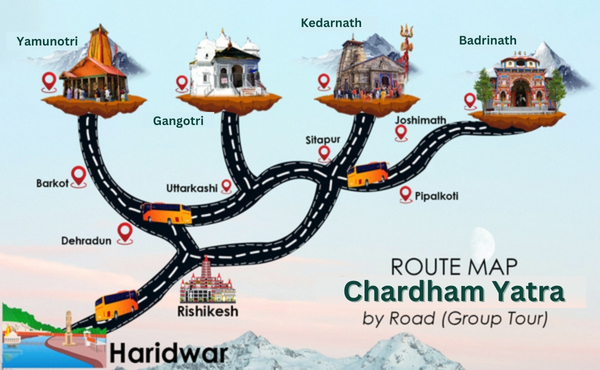 Kedarnath
Yamunotri
Badrinath
Gangotri
Joshimath
Sitapur
Barkot
Uttarkashi
Pipalkoti
Dehradun
ROUTE MAP
Chardham Yatra
by Road (Group Tour)
Rishikesh
Haridwar